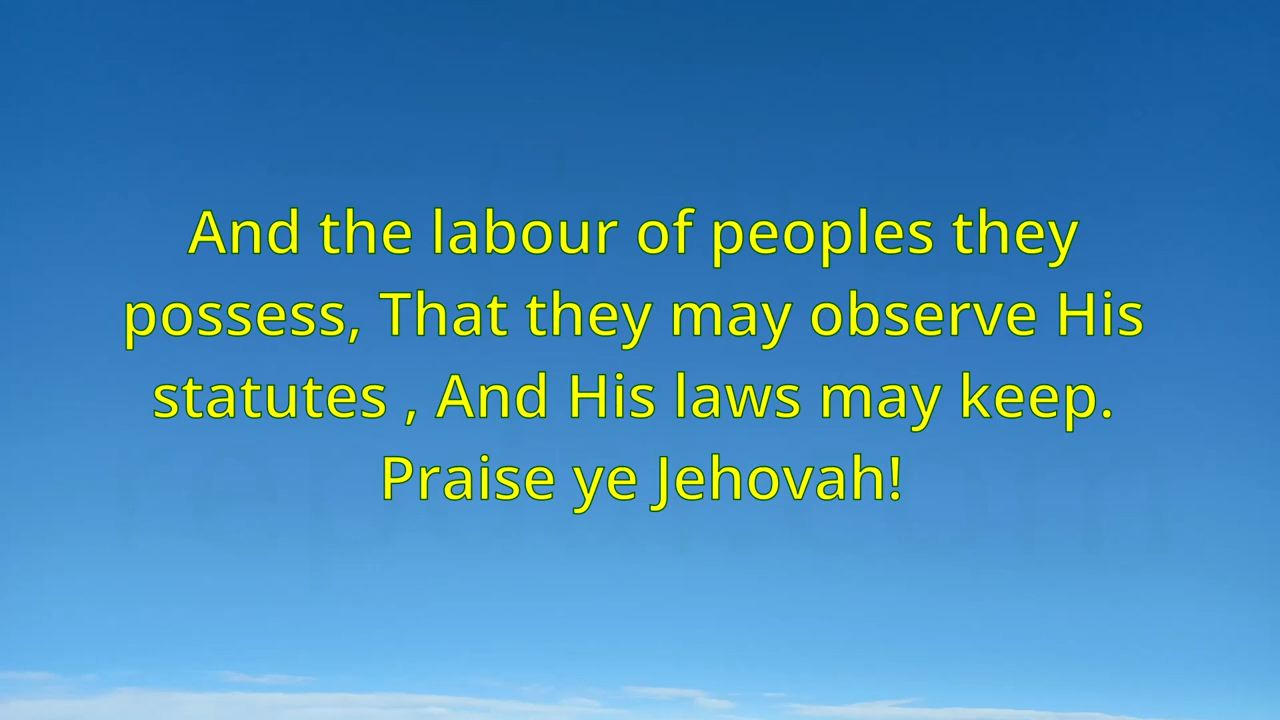 And the labour of peoples they
possess, That they may observe His
statutes , And His laws may keep.
Praise ye Jehovah!